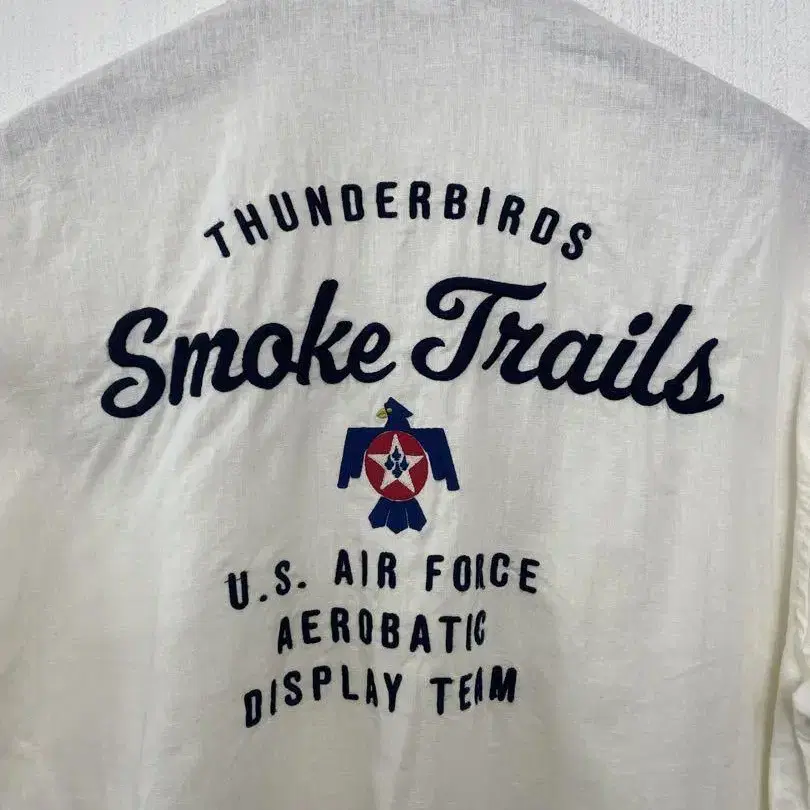 THUNDERBIRDS
Smoke Trails
U.S. AIR FORCE
AEROBATIC
DISPLAY TEAM